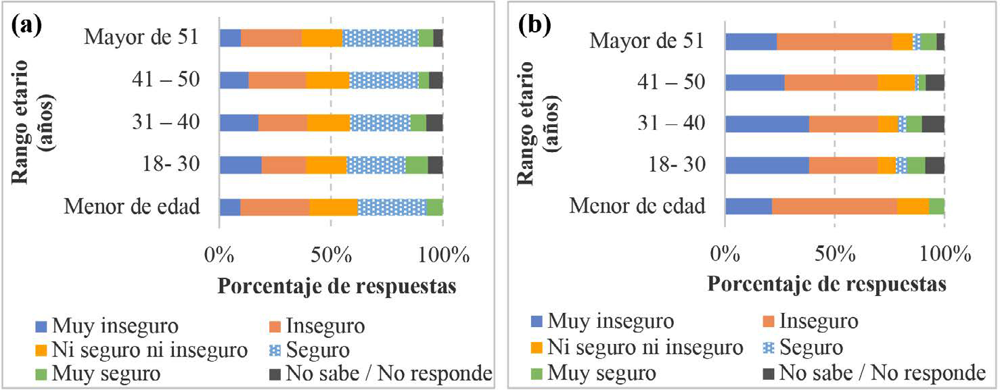 (a)
Rango etario
(años)
Mayor de 51
41 – 50
31 – 40
18- 30
Menor de edad
0% 50% 100%
Porcentaje de respuestas
Muy inseguro Inseguro
Ni seguro ni inseguro Seguro
Muy seguro No sabe / No responde
(b)
Rango etario
(años)
Mayor de 51
41 – 50
31 – 40
18- 30
Menor de edad
0% 50% 100%
Porcentaje de respuestas
Muy inseguro Inseguro
Ni seguro ni inseguro Seguro
Muy seguro No sabe / No responde